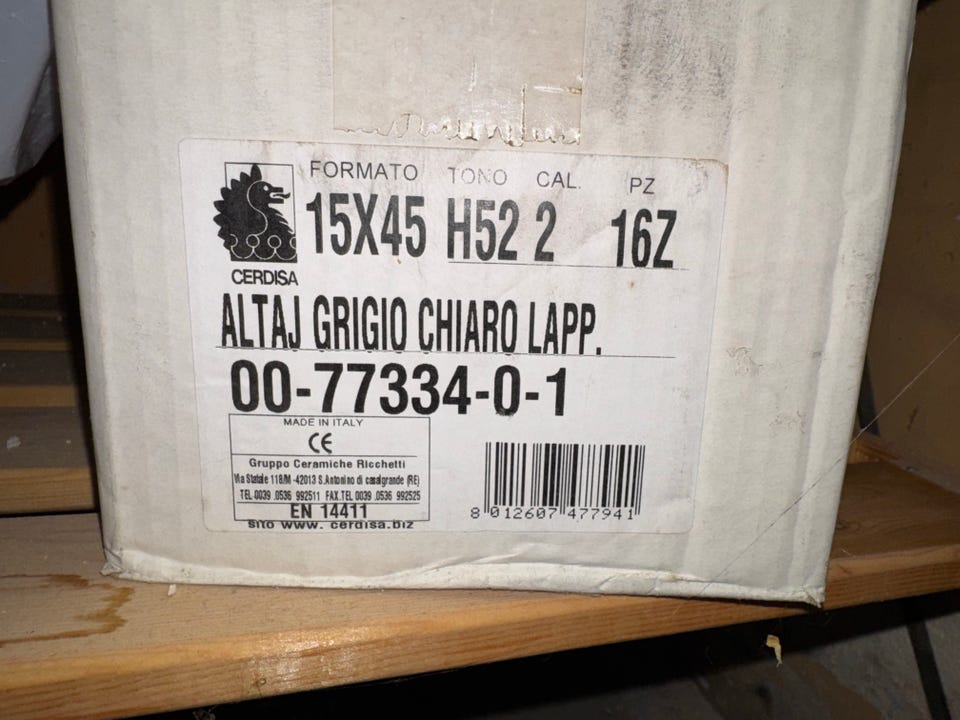 FORMATO TONO CAL. PZ
15X45 H52 2 16Z
CERDISA
ALTAJ GRIGIO CHIARO LAPP.
00-77334-0-1
MADE IN ITALY
CE
Gruppo Ceramiche Ricchetti
Via Statale 118/M -42013 S.Antonino di casalgrande (RE)
TEL 0039 .0536 992511 FAX.TEL 0039 .0536 992525
EN 14411
sito www. cerdisa.biz
8 012607 477941